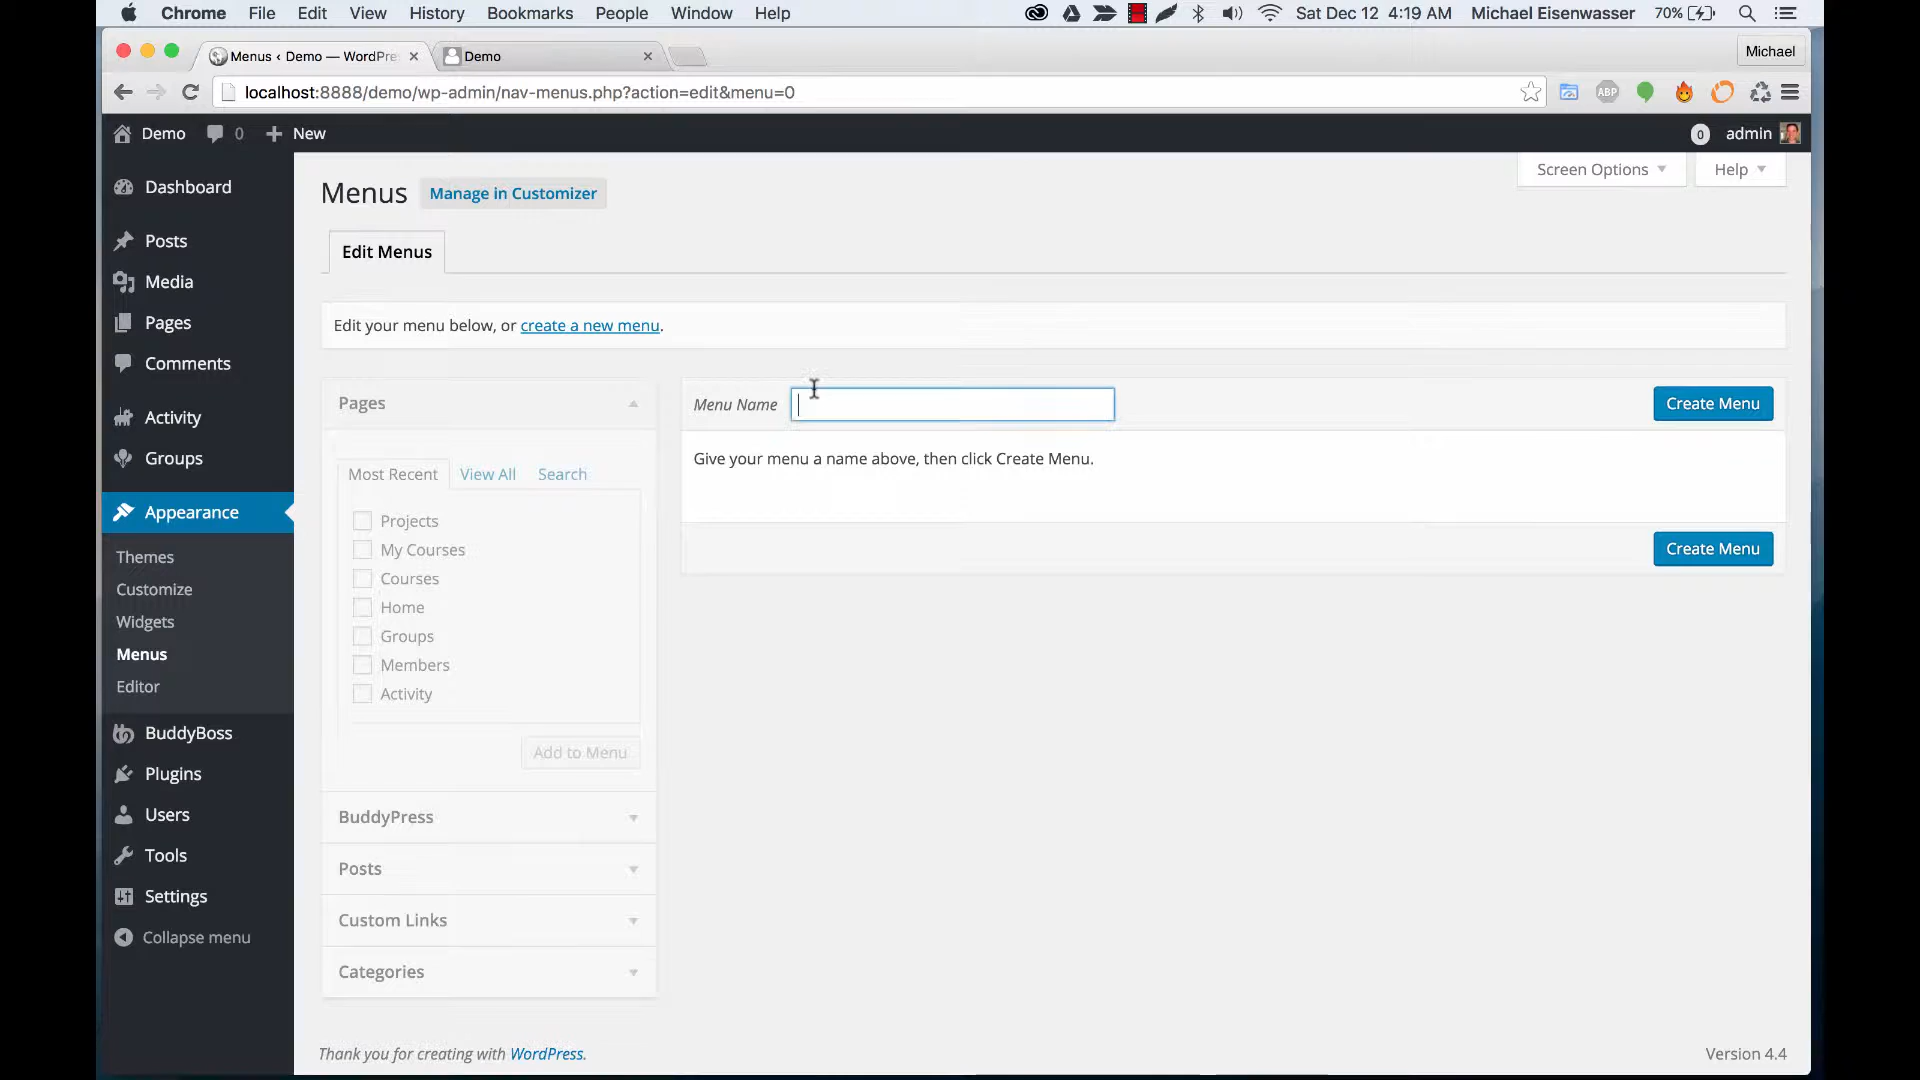 Chrome File Edit View History Bookmarks People Window Help Sat Dec 12 4:19 AM Michael Eisenwasser 70%
Menus ‹ Demo — WordPre
Demo
Michael
localhost:8888/demo/wp-admin/nav-menus.php?action=edit&menu=0
ABP
Demo 0 New
0 admin
Dashboard
Posts
Media
Pages
Comments
Activity
Groups
Appearance
Themes
Customize
Widgets
Menus
Editor
BuddyBoss
Plugins
Users
Tools
Settings
Collapse menu
Screen Options
Help
Menus
Manage in Customizer
Edit Menus
Edit your menu below, or create a new menu.
Pages
Most Recent View All Search
Projects
My Courses
Courses
Home
Groups
Members
Activity
Add to Menu
BuddyPress
Posts
Custom Links
Categories
Menu Name
Create Menu
Give your menu a name above, then click Create Menu.
Create Menu
Thank you for creating with WordPress.
Version 4.4